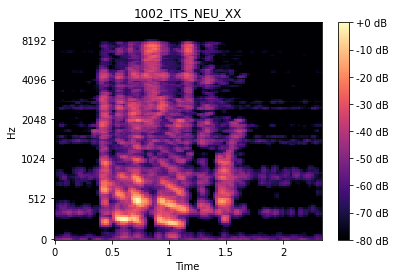 1002_ITS_NEU_XX
+0 dB
8192
-10 dB
4096
-20 dB
-30 dB
2048
Hz
-40 dB
1024
-50 dB
512
-60 dB
-70 dB
0
-80 dB
0
0.5
1
1.5
2
Time